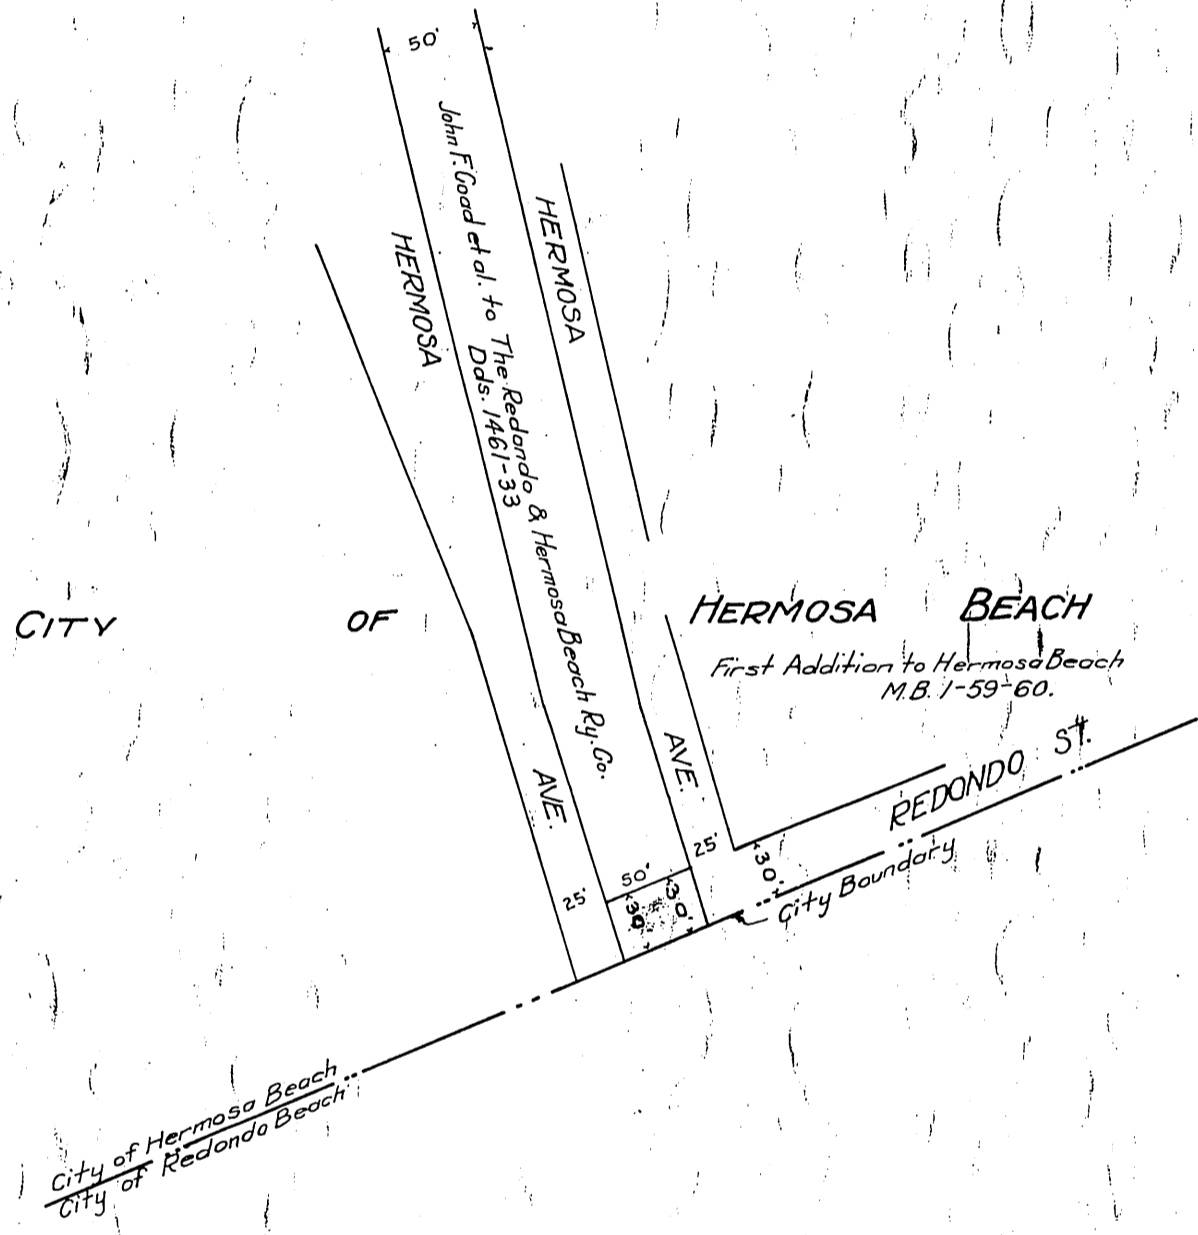 50'
John F. Goad et al. to The Redondo & Hermosa Beach Ry. Co.
Dds. 1461-33
HERMOSA
HERMOSA
CITY OF HERMOSA BEACH
First Addition to Hermosa Beach
M.B. 1-59-60.
AVE.
AVE.
REDONDO ST.
25'
30'
50'
25'
30'
30'
City Boundary
City of Hermosa Beach
City of Redondo Beach